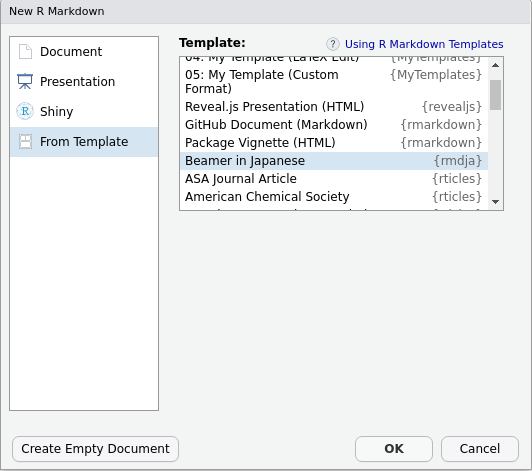 New R Markdown
Document
Presentation
Shiny
From Template
Template:
? Using R Markdown Templates
04: My Template (LaTeX Edit) {MyTemplates}
05: My Template (Custom Format) {MyTemplates}
Reveal.js Presentation (HTML) {revealjs}
GitHub Document (Markdown) {rmarkdown}
Package Vignette (HTML) {rmarkdown}
Beamer in Japanese {rmdja}
ASA Journal Article {rticles}
American Chemical Society {rticles}
Create Empty Document
OK
Cancel